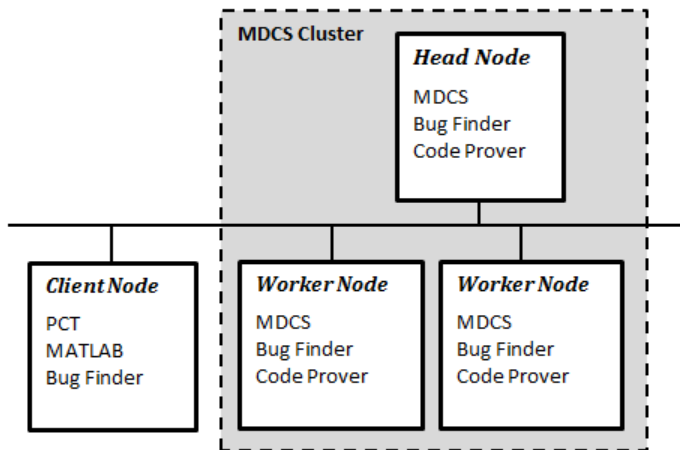 MDCS Cluster
Head Node
MDCS
Bug Finder
Code Prover
Client Node
PCT
MATLAB
Bug Finder
Worker Node
MDCS
Bug Finder
Code Prover
Worker Node
MDCS
Bug Finder
Code Prover